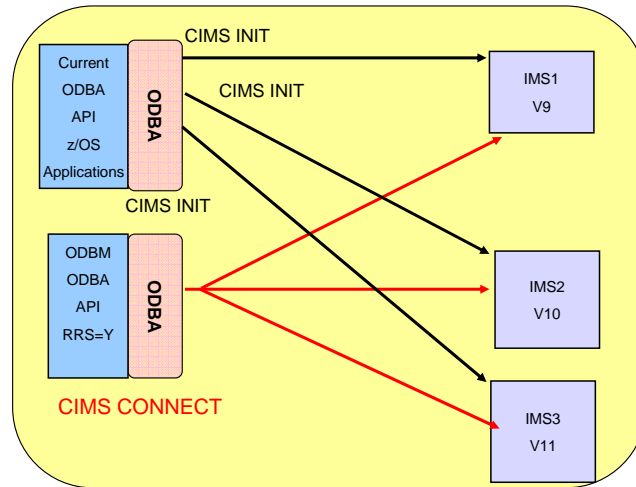 CIMS INIT
Current
ODBA
API
z/OS
Applications
ODBA
CIMS INIT
IMS1
V9
CIMS INIT
ODBM
ODBA
API
RRS=Y
ODBA
IMS2
V10
CIMS CONNECT
IMS3
V11